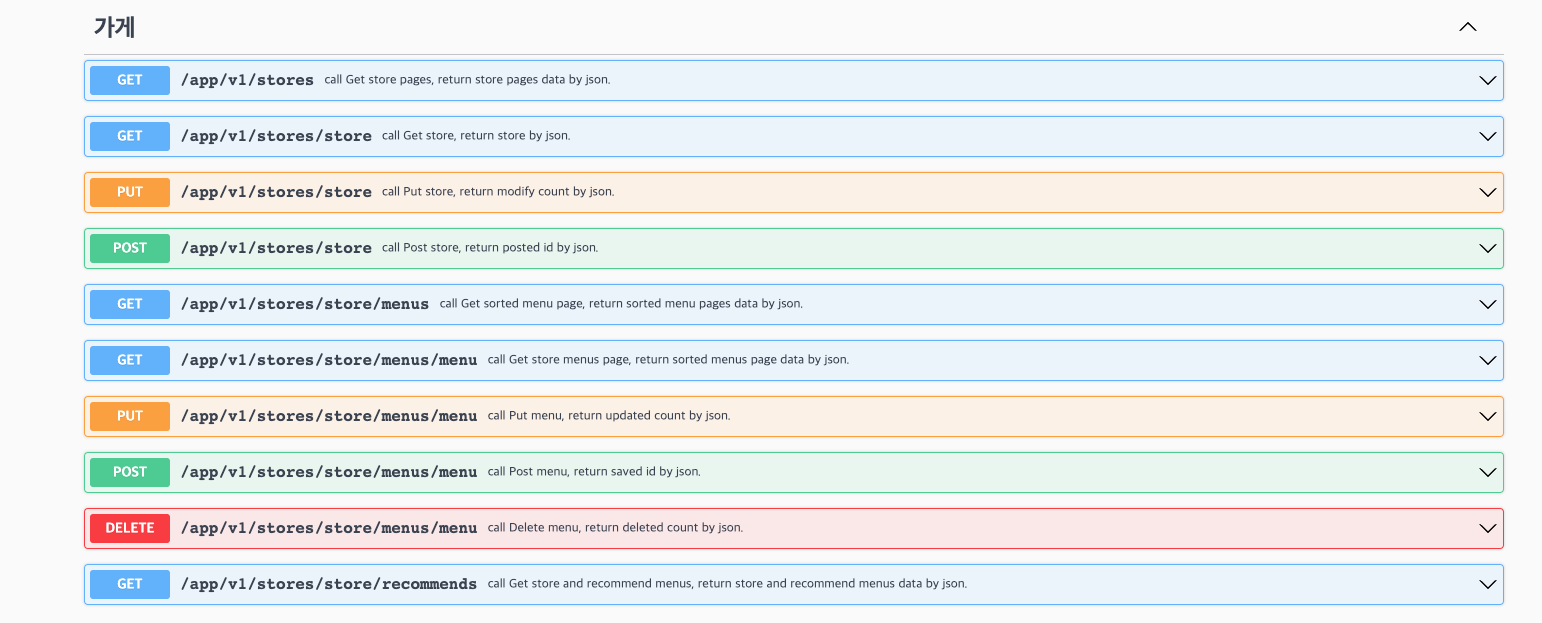 가게
GET /app/v1/stores call Get store pages, return store pages data by json.
GET /app/v1/stores/store call Get store, return store by json.
PUT /app/v1/stores/store call Put store, return modify count by json.
POST /app/v1/stores/store call Post store, return posted id by json.
GET /app/v1/stores/store/menus call Get sorted menu page, return sorted menu pages data by json.
GET /app/v1/stores/store/menus/menu call Get store menus page, return sorted menus page data by json.
PUT /app/v1/stores/store/menus/menu call Put menu, return updated count by json.
POST /app/v1/stores/store/menus/menu call Post menu, return saved id by json.
DELETE /app/v1/stores/store/menus/menu call Delete menu, return deleted count by json.
GET /app/v1/stores/store/recommends call Get store and recommend menus, return store and recommend menus data by json.